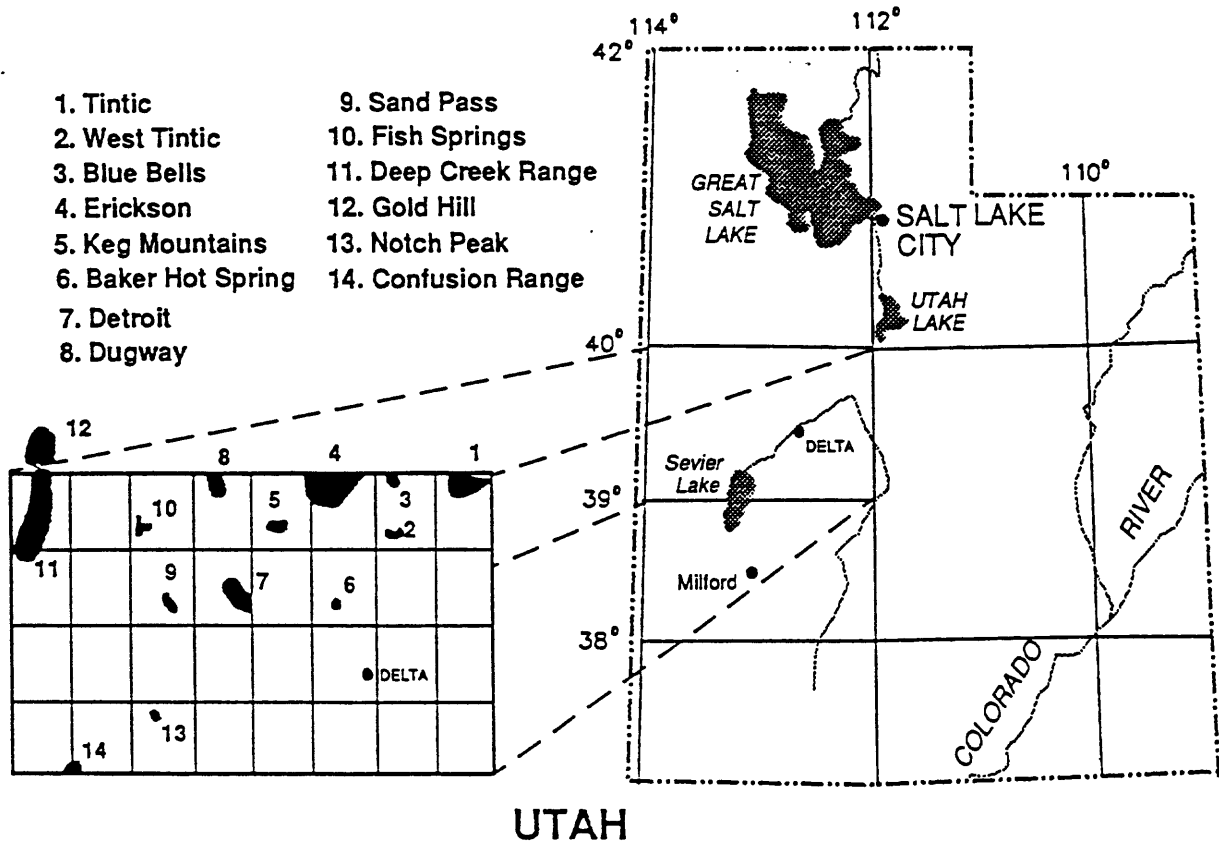 1. Tintic
2. West Tintic
3. Blue Bells
4. Erickson
5. Keg Mountains
6. Baker Hot Spring
7. Detroit
8. Dugway
9. Sand Pass
10. Fish Springs
11. Deep Creek Range
12. Gold Hill
13. Notch Peak
14. Confusion Range
12
8
4
1
10
5
3
2
11
9
7
6
DELTA
13
14
114°
112°
42°
110°
GREAT
SALT
LAKE
SALT LAKE
CITY
UTAH
LAKE
40°
DELTA
Sevier
Lake
39°
RIVER
Milford
38°
COLORADO
UTAH